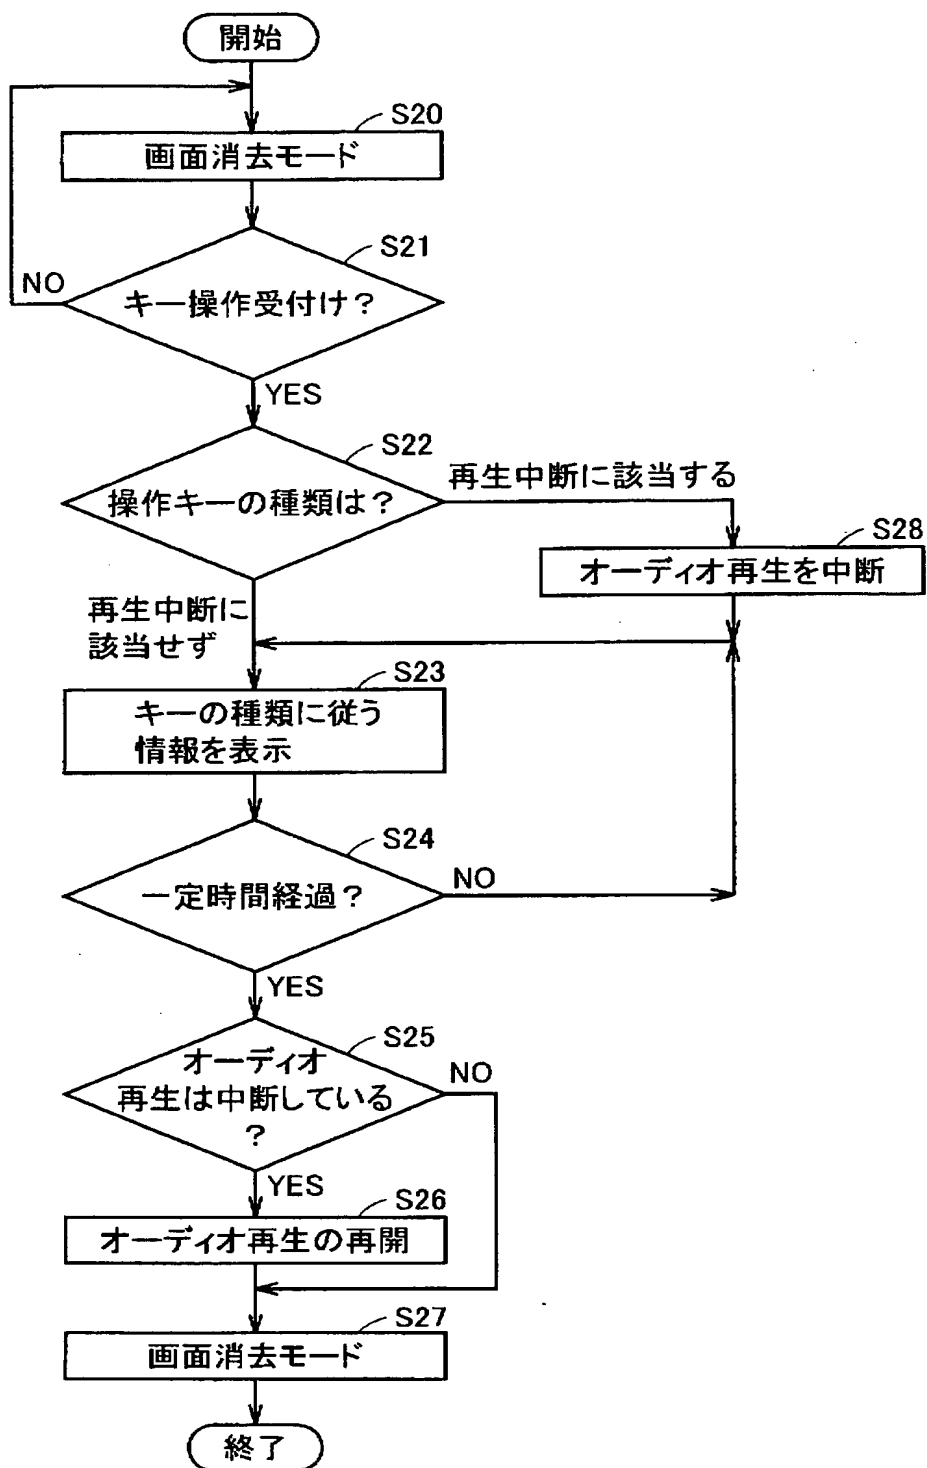 開始
S20
画面消去モード
S21
NO
キー操作受付け？
YES
S22
再生中断に該当する
操作キーの種類は？
S28
オーディオ再生を中断
再生中断に
該当せず
S23
キーの種類に従う
情報を表示
S24
一定時間経過？
NO
YES
S25
オーディオ
再生は中断している
？
NO
YES
S26
オーディオ再生の再開
S27
画面消去モード
終了